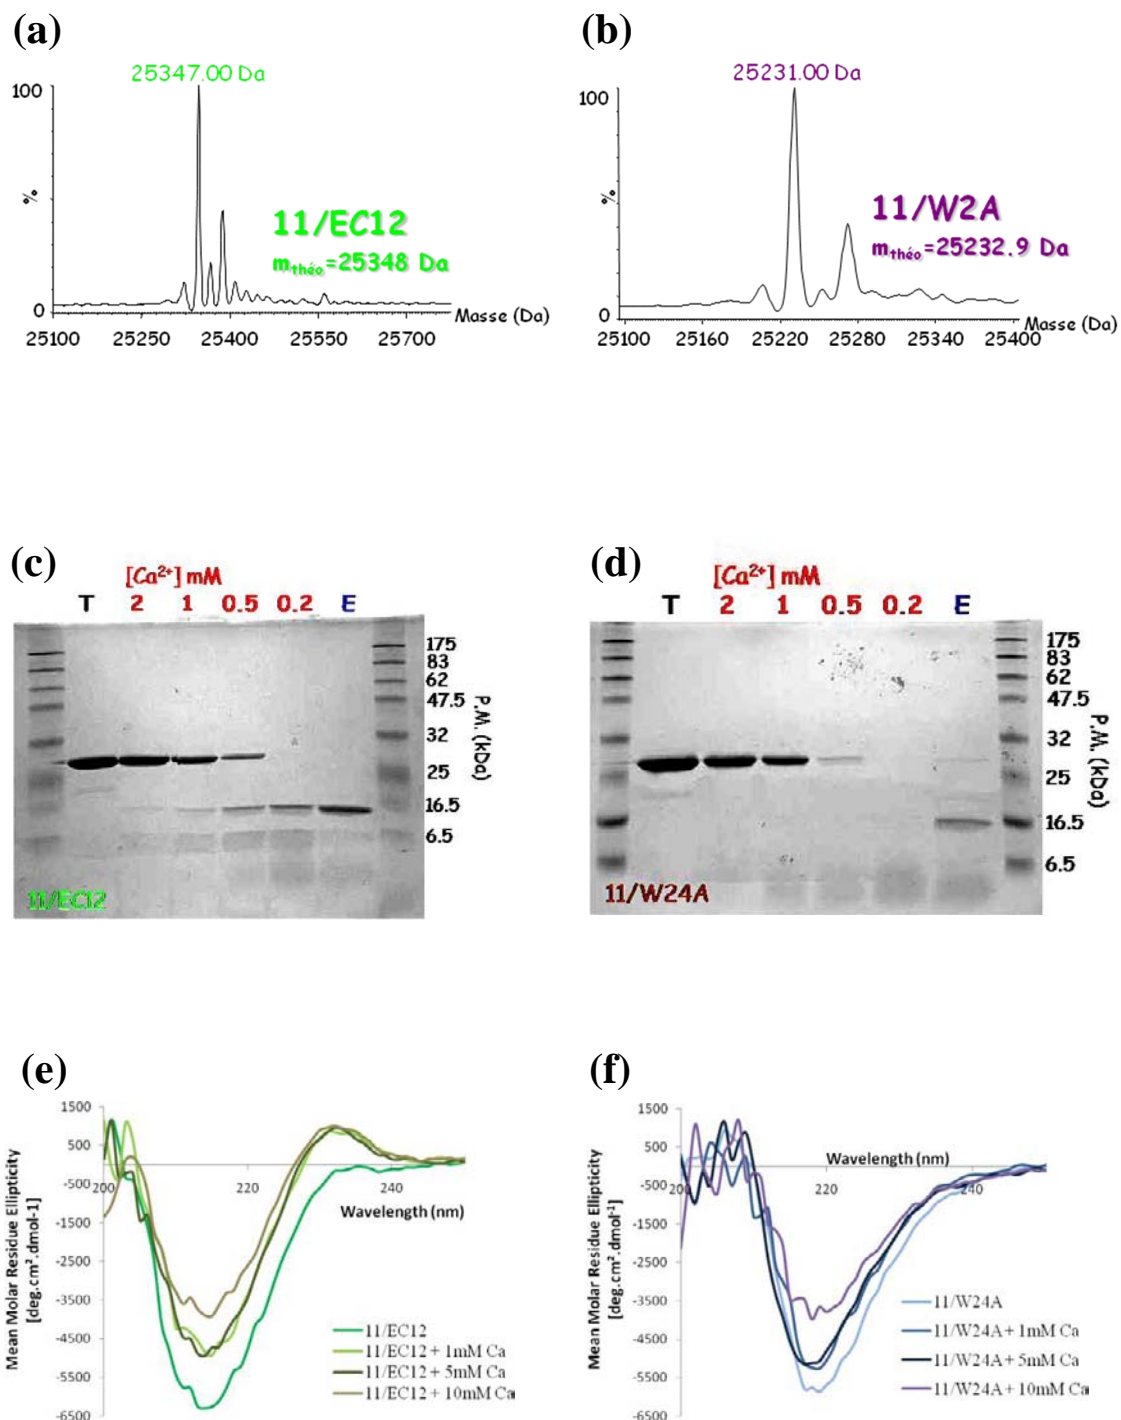 (a)
25347.00 Da
100
%
0
11/EC12
mthéo=25348 Da
Masse (Da)
25100 25250 25400 25550 25700
(b)
25231.00 Da
100
%
0
11/W2A
mthéo=25232.9 Da
Masse (Da)
25100 25160 25220 25280 25340 25400
(c)
[Ca²⁺] mM
T 2 1 0.5 0.2 E
175
83
62
47.5
32
25
16.5
6.5
P.M. (kDa)
11/EC12
(d)
[Ca²⁺] mM
T 2 1 0.5 0.2 E
175
83
62
47.5
32
25
16.5
6.5
P.M. (kDa)
11/W24A
(e)
Mean Molar Residue Ellipticity
[deg.cm².dmol-1]
1500
500
-500
-1500
-2500
-3500
-4500
-5500
-6500
200 220 240
Wavelength (nm)
11/EC12
11/EC12 + 1mM Ca
11/EC12 + 5mM Ca
11/EC12 + 10mM Ca
(f)
Mean Molar Residue Ellipticity
[deg.cm².dmol⁻¹]
1500
500
-500
-1500
-2500
-3500
-4500
-5500
-6500
Wavelength (nm)
200 220 240
11/W24A
11/W24A+ 1mM Ca
11/W24A+ 5mM Ca
11/W24A+ 10mM Ca